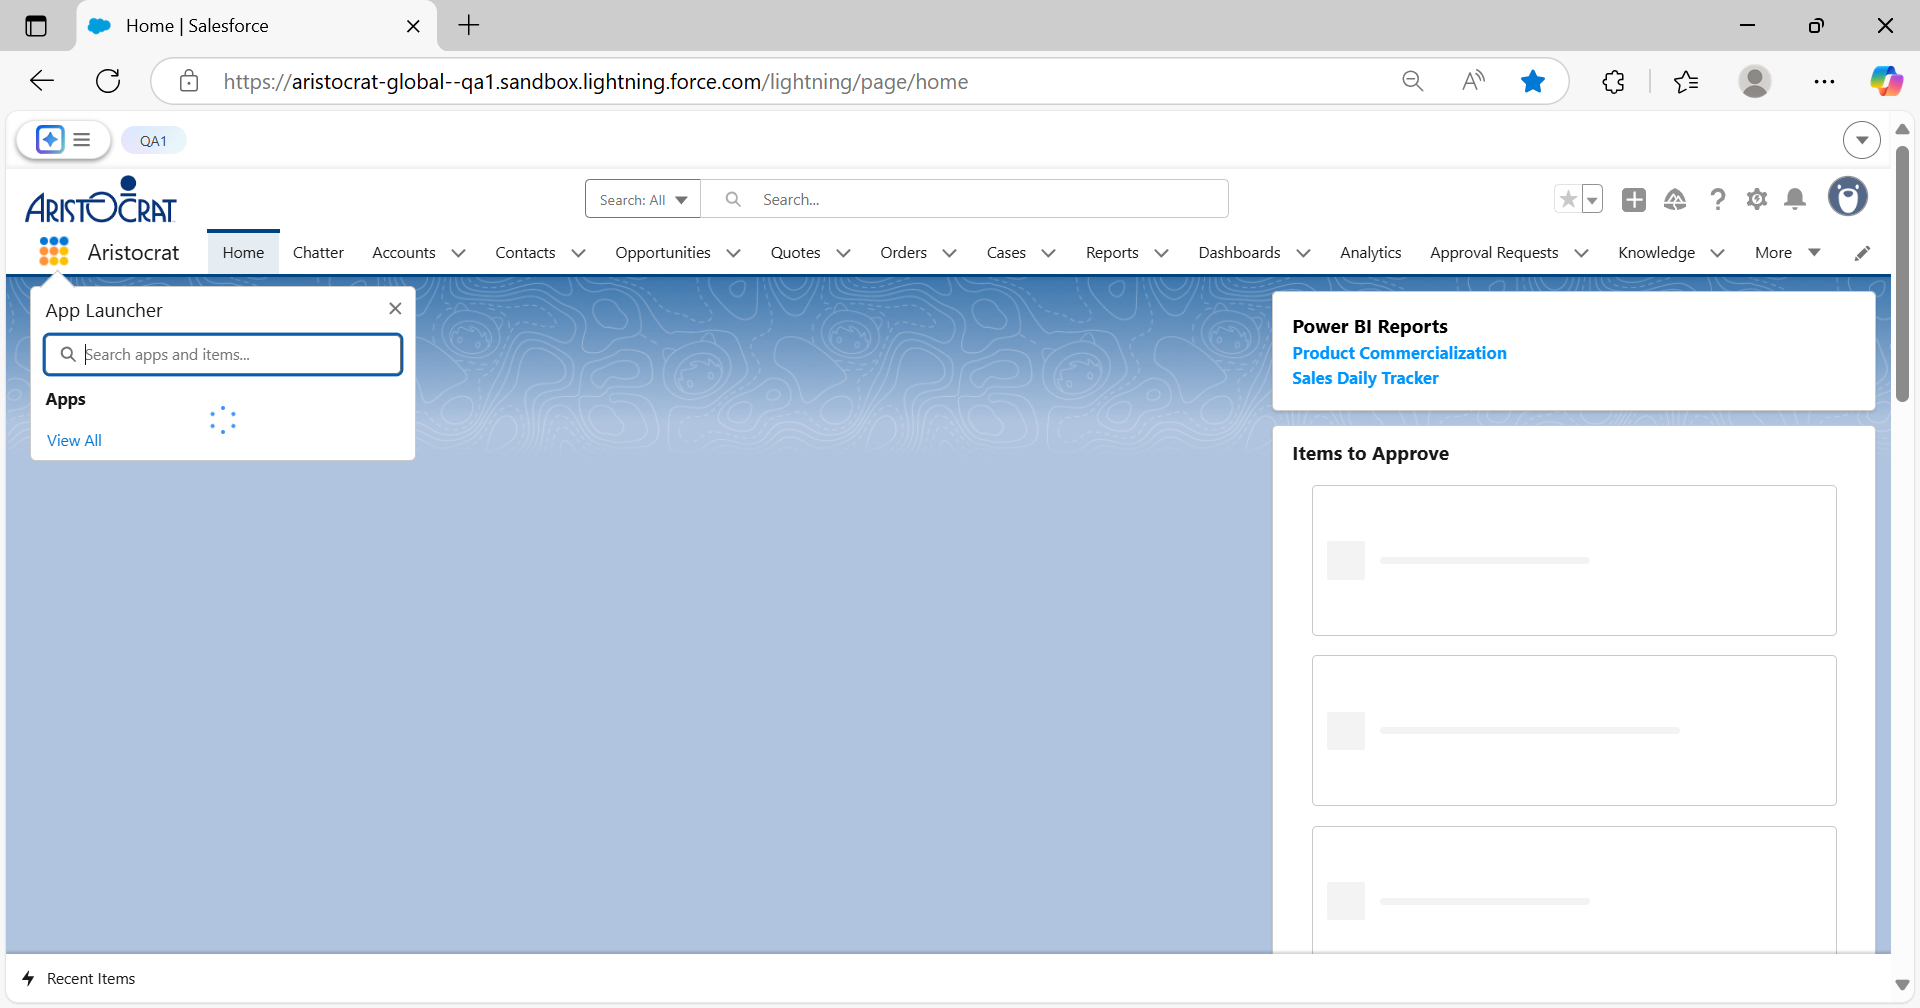 Home | Salesforce
https://aristocrat-global--qa1.sandbox.lightning.force.com/lightning/page/home
QA1
ARISTOCRAT
Search: All
Search...
Aristocrat
Home Chatter Accounts Contacts Opportunities Quotes Orders Cases Reports Dashboards Analytics Approval Requests Knowledge More
App Launcher
Search apps and items...
Apps
View All
Power BI Reports
Product Commercialization
Sales Daily Tracker
Items to Approve
Recent Items